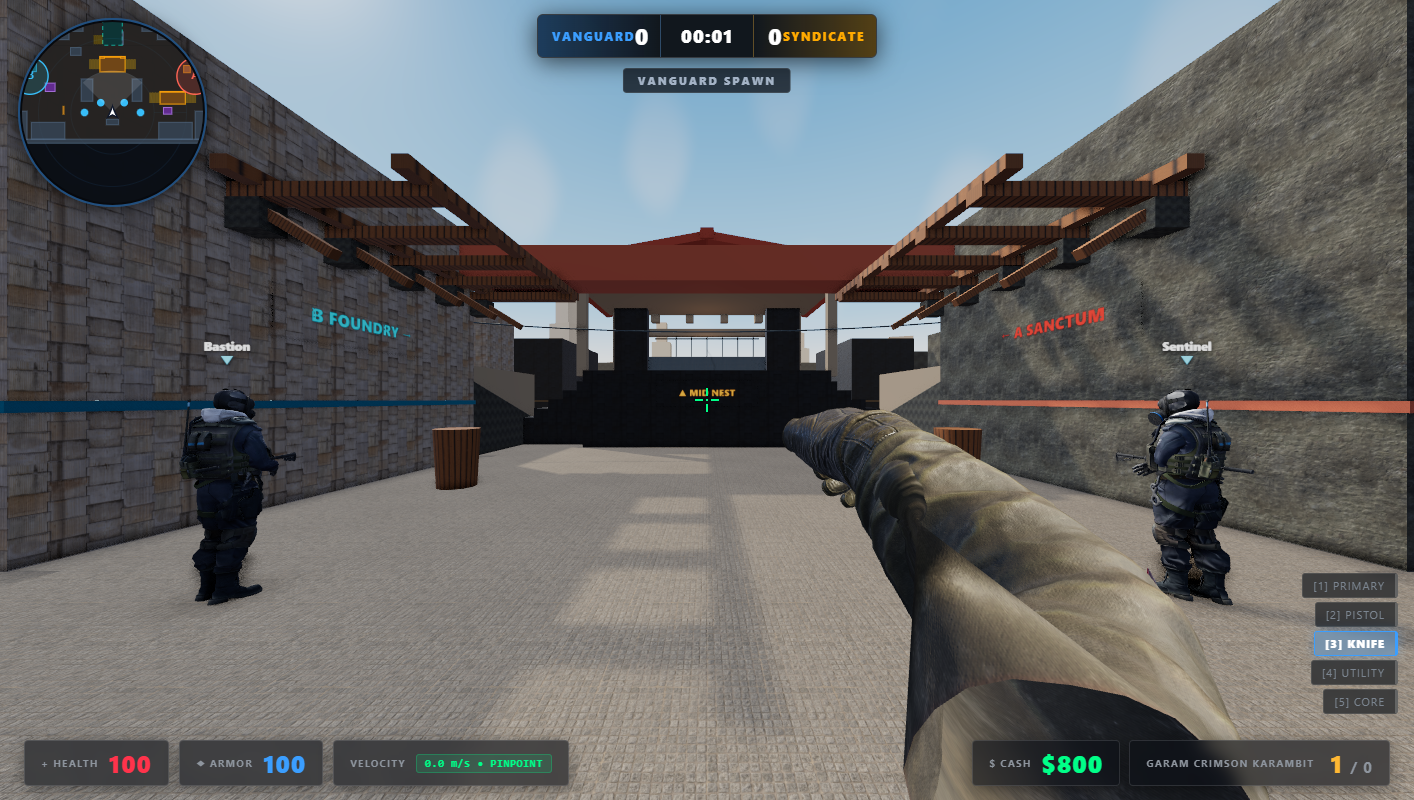 VANGUARD 0 00:01 0 SYNDICATE
VANGUARD SPAWN
B FOUNDRY
A SANCTUM
Bastion
Sentinel
▲ MID NEST
[1] PRIMARY
[2] PISTOL
[3] KNIFE
[4] UTILITY
[5] CORE
+ HEALTH 100
◆ ARMOR 100
VELOCITY 0.0 m/s • PINPOINT
$ CASH $800
GARAM CRIMSON KARAMBIT 1 / 0